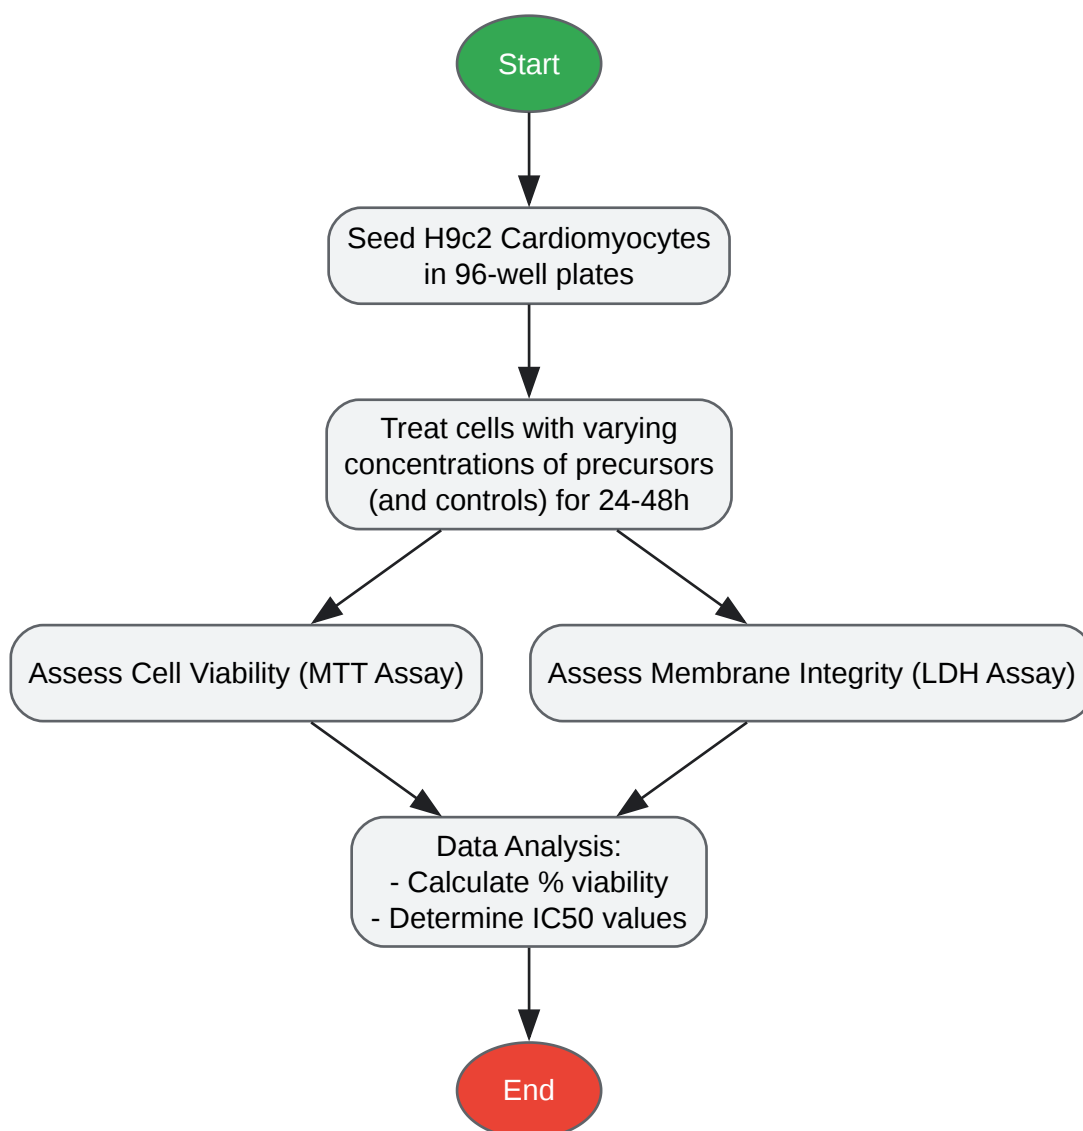 Start
Seed H9c2 Cardiomyocytes
in 96-well plates
Treat cells with varying
concentrations of precursors
(and controls) for 24-48h
Assess Cell Viability (MTT Assay)
Assess Membrane Integrity (LDH Assay)
Data Analysis:
- Calculate % viability
- Determine IC50 values
End